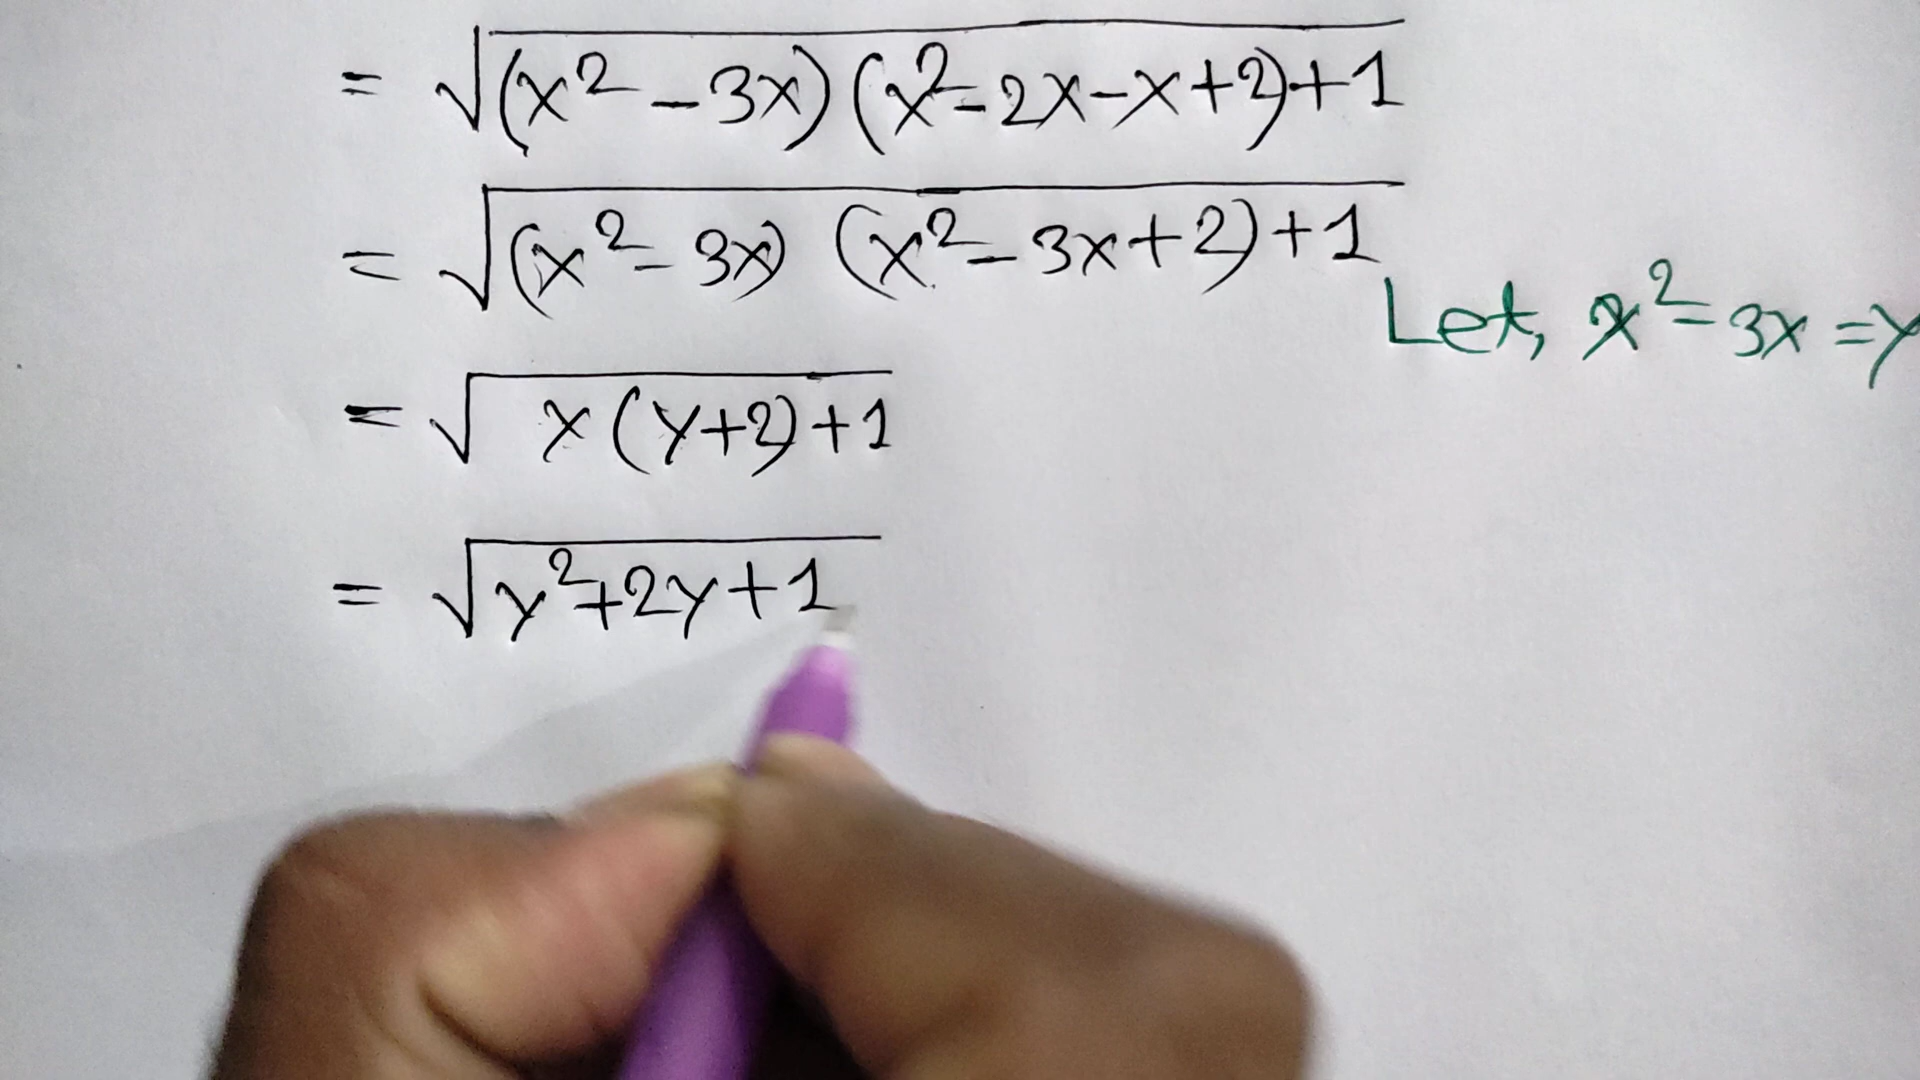 = √(x² - 3x) (x² - 2x - x + 2) + 1
= √(x² - 3x) (x² - 3x + 2) + 1
Let, x² - 3x = y
= √x (y + 2) + 1
= √y² + 2y + 1